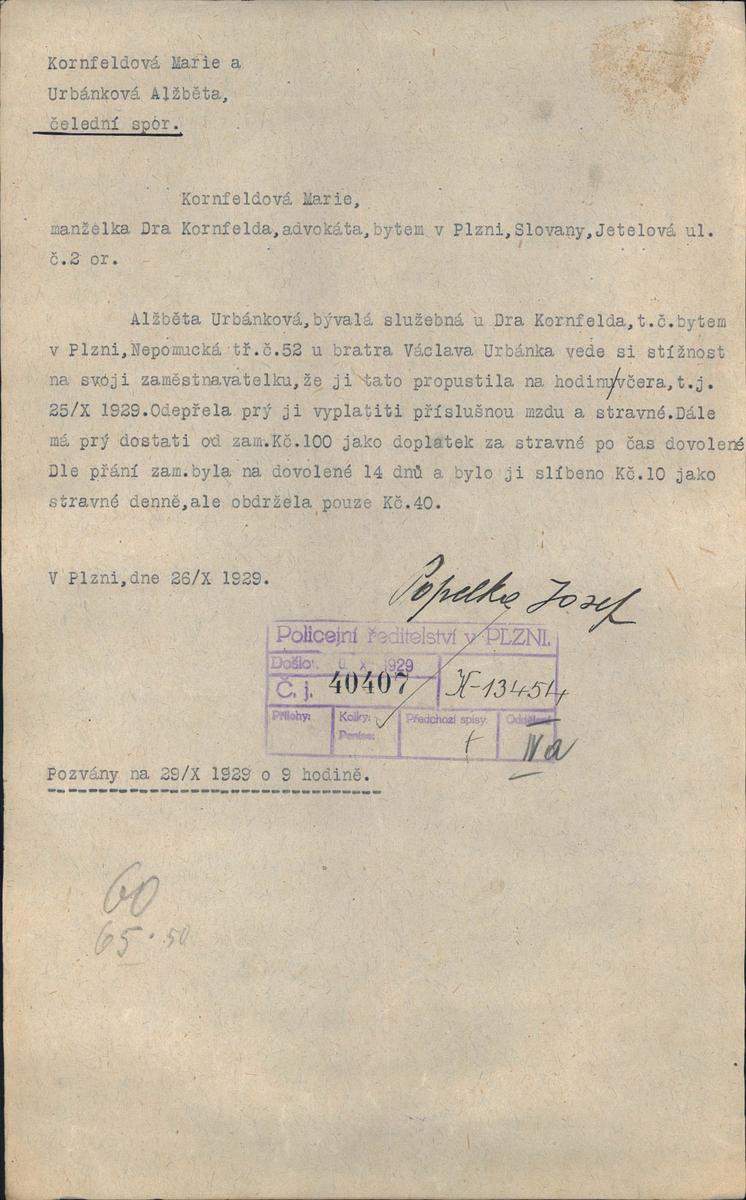 Kornfeldová Marie a
Urbánková Alžběta,
čelední spor.
Kornfeldová Marie,
manželka Dra Kornfelda,advokáta,bytem v Plzni,Slovany,Jetelová ul.
č.2 or.
Alžběta Urbánková,bývalá služebná u Dra Kornfelda,t.č.bytem
v Plzni,Nepomucká tř.č.52 u bratra Václava Urbánka vede si stížnost
na svoji zaměstnavatelku,že ji tato propustila na hodinu/včera,t.j.
25/X 1929.Odepřela prý ji vyplatiti příslušnou mzdu a stravné.Dále
má prý dostati od zam.Kč.100 jako doplatek za stravné po čas dovolené
Dle přání zam.byla na dovolené 14 dnů a bylo ji slíbeno Kč.10 jako
stravné denně,ale obdržela pouze Kč.40.
V Plzni,dne 26/X 1929.
Popelka Josef
Policejní ředitelství v PLZNI.
Došlo: X 1929
Č. j. 40407 K-13454
Přílohy: Kolky: Předchozí spisy. Oddělení
Peníze: IV a
Pozvány na 29/X 1929 o 9 hodině.
60
65.50